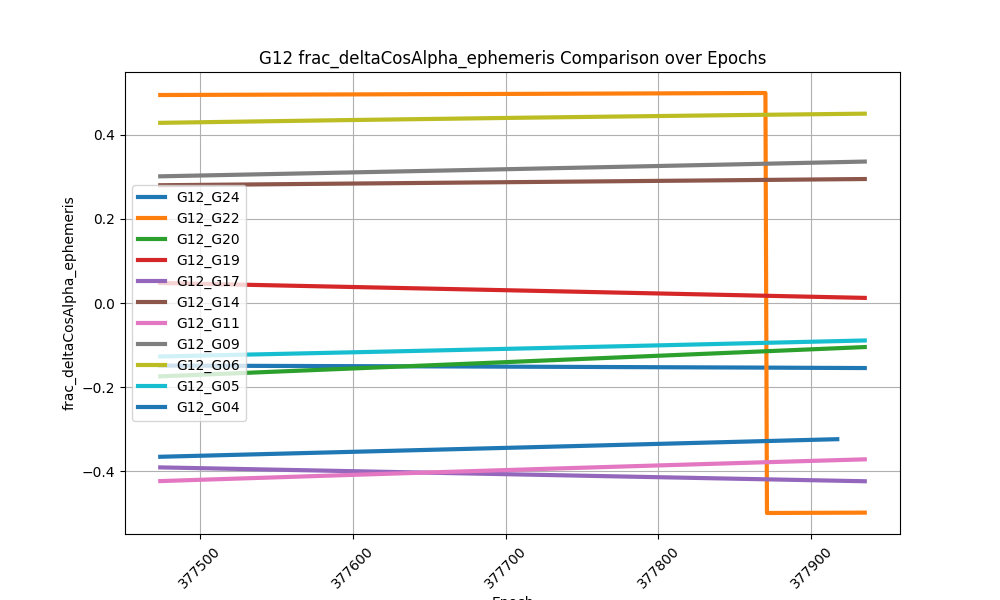 G12 frac_deltaCosAlpha_ephemeris Comparison over Epochs
frac_deltaCosAlpha_ephemeris
0.4
0.2
0.0
−0.2
−0.4
G12_G24
G12_G22
G12_G20
G12_G19
G12_G17
G12_G14
G12_G11
G12_G09
G12_G06
G12_G05
G12_G04
377500
377600
377700
377800
377900
Epoch